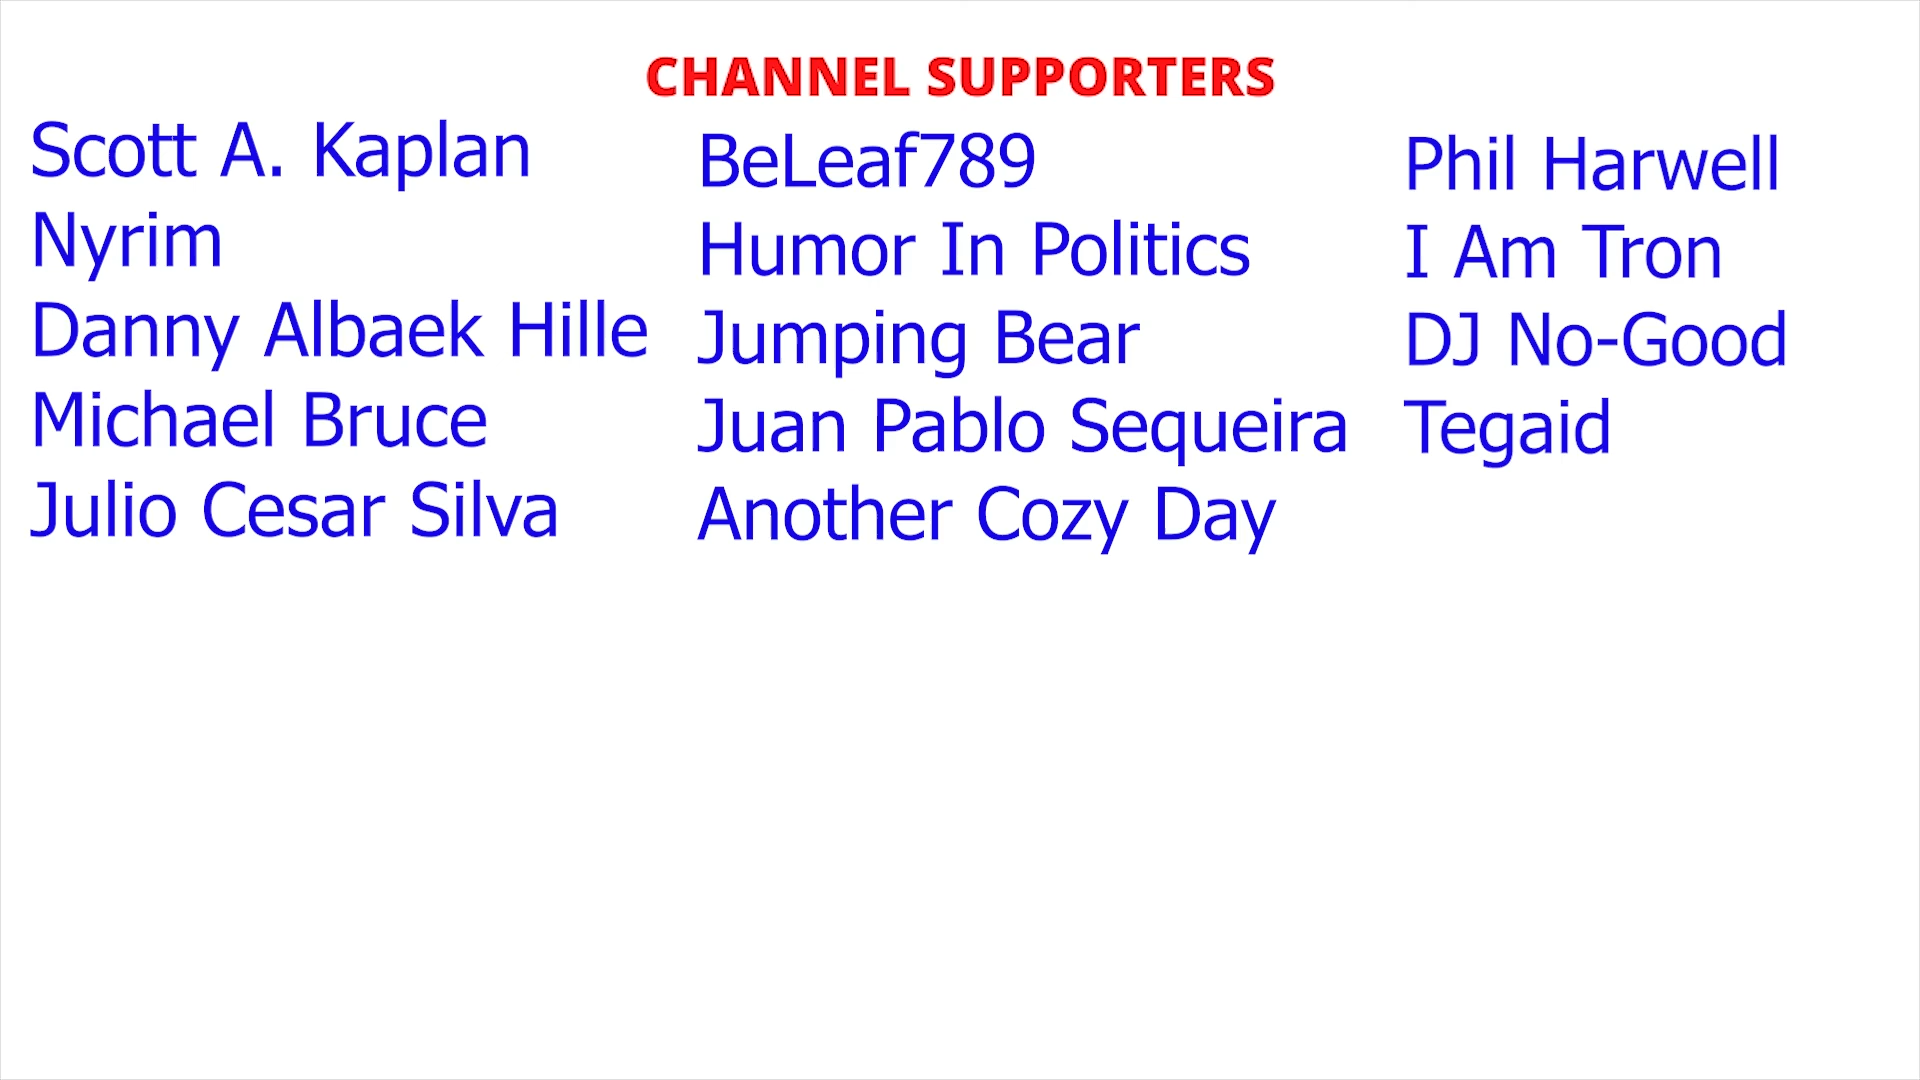 CHANNEL SUPPORTERS
Scott A. Kaplan
Nyrim
Danny Albaek Hille
Michael Bruce
Julio Cesar Silva
BeLeaf789
Humor In Politics
Jumping Bear
Juan Pablo Sequeira
Another Cozy Day
Phil Harwell
I Am Tron
DJ No-Good
Tegaid